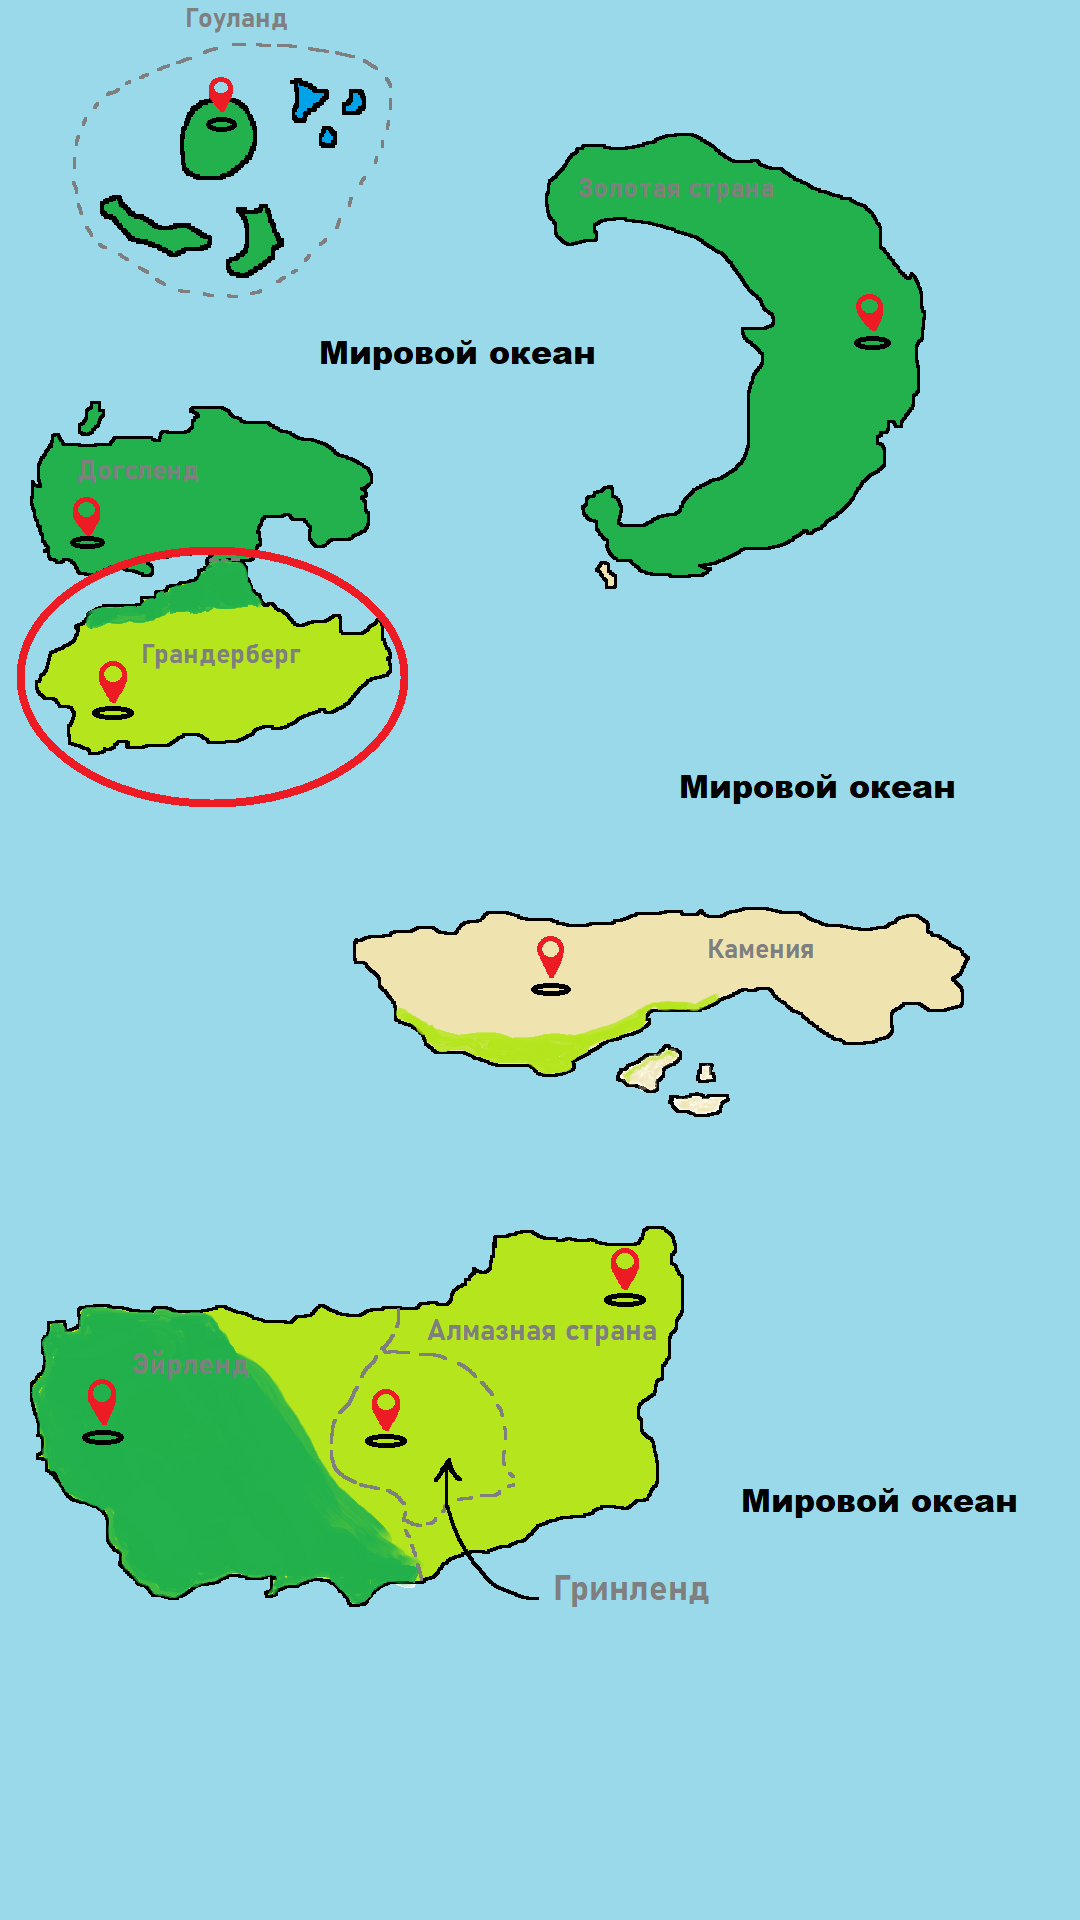 Гоуланд
Золотая страна
Мировой океан
Догсленд
Грандерберг
Мировой океан
Камения
Алмазная страна
Эйрленд
Мировой океан
Гринленд